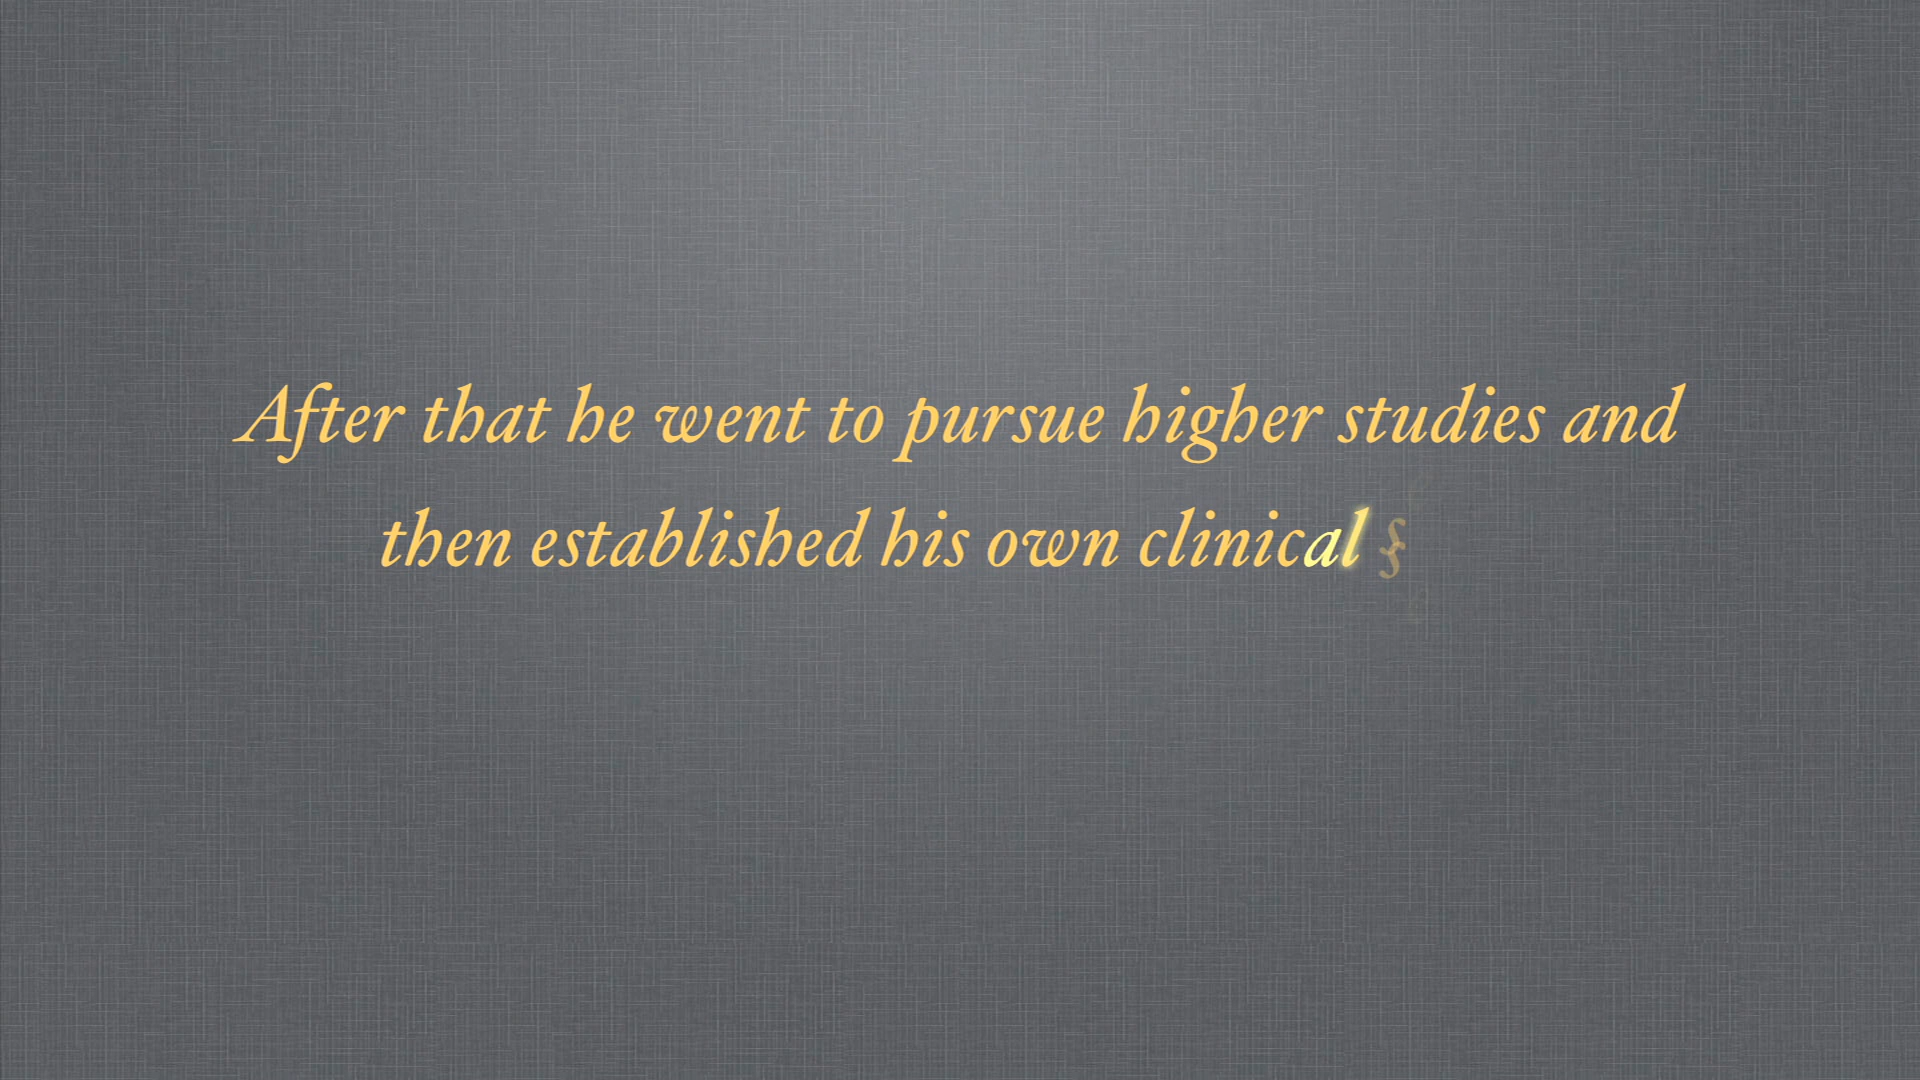 After that he went to pursue higher studies and
then established his own clinical